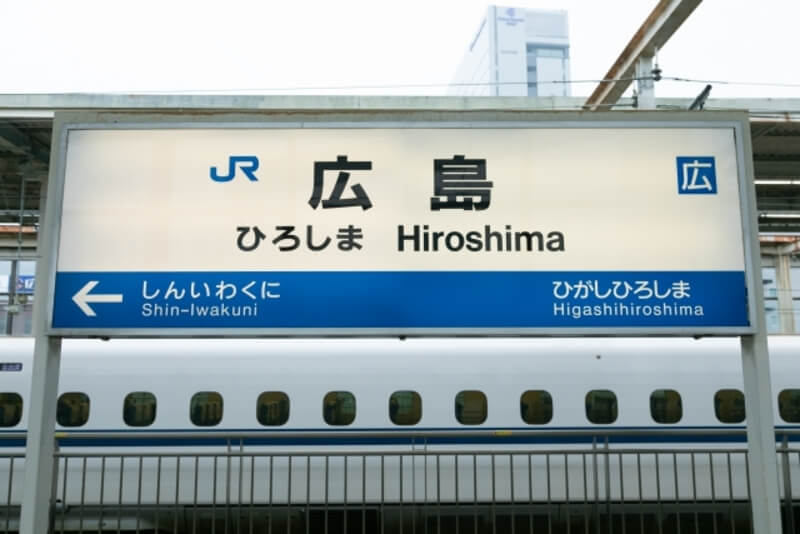 JR 広島 広
ひろしま Hiroshima
← しんいわくに ひがしひろしま
Shin-Iwakuni Higashihiroshima